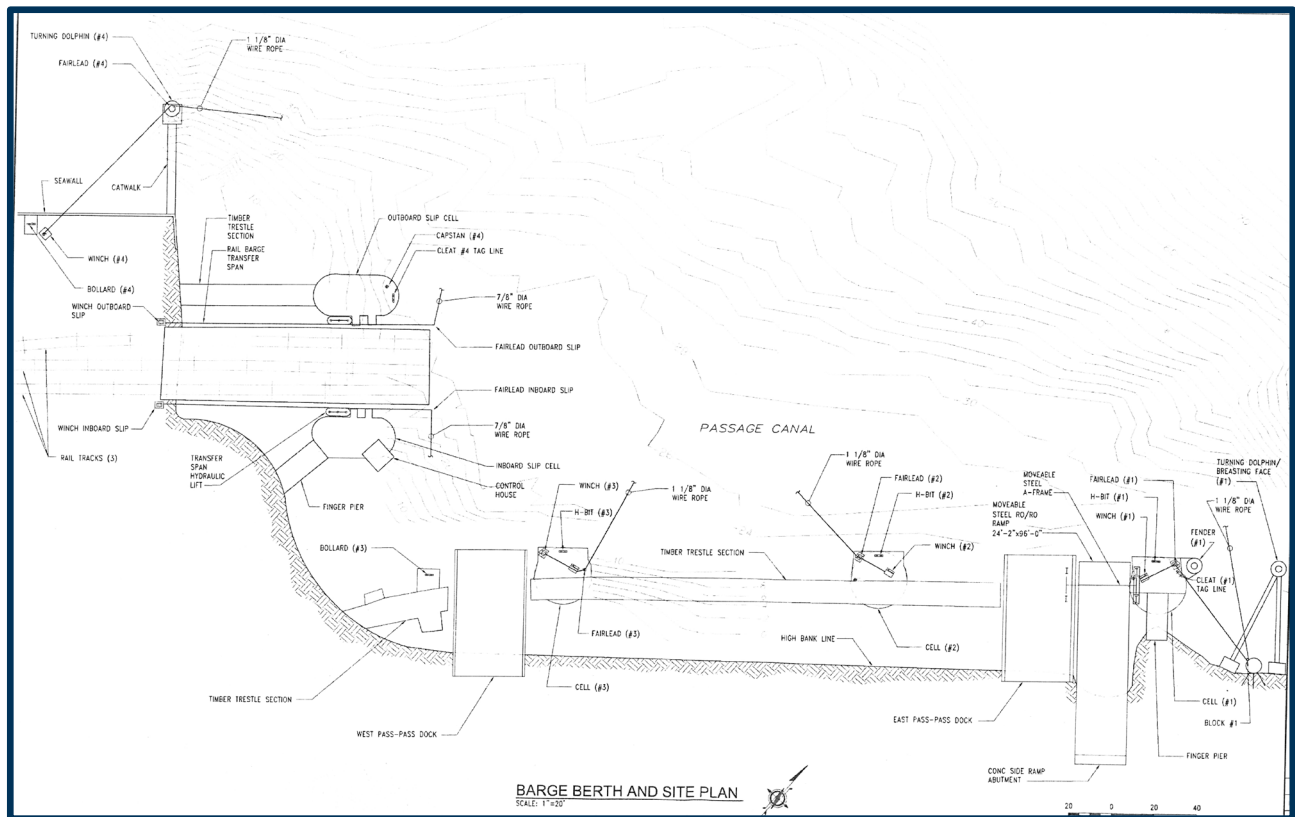 TURNING DOLPHIN (#4)
1 1/8" DIA
WIRE ROPE
FAIRLEAD (#4)
SEAWALL
CATWALK
TIMBER
TRESTLE
SECTION
OUTBOARD SLIP CELL
CAPSTAN (#4)
CLEAT #4 TAG LINE
RAIL BARGE
TRANSFER
SPAN
WINCH (#4)
BOLLARD (#4)
WINCH OUTBOARD
SLIP
7/8" DIA
WIRE ROPE
FAIRLEAD OUTBOARD SLIP
FAIRLEAD INBOARD SLIP
WINCH INBOARD SLIP
7/8" DIA
WIRE ROPE
PASSAGE CANAL
RAIL TRACKS (3)
TRANSFER
SPAN
HYDRAULIC
LIFT
INBOARD SLIP CELL
CONTROL
HOUSE
FINGER PIER
WINCH (#3)
1 1/8" DIA
WIRE ROPE
H-BIT (#3)
1 1/8" DIA
WIRE ROPE
FAIRLEAD (#2)
H-BIT (#2)
WINCH (#2)
MOVEABLE
STEEL
A-FRAME
MOVEABLE
STEEL RO/RO
RAMP
24'-2"x96'-0"
FAIRLEAD (#1)
H-BIT (#1)
WINCH (#1)
TURNING DOLPHIN/
BREASTING FACE
(#1)
1 1/8" DIA
WIRE ROPE
FENDER
(#1)
CLEAT (#1)
TAG LINE
BOLLARD (#3)
TIMBER TRESTLE SECTION
FAIRLEAD (#3)
HIGH BANK LINE
CELL (#2)
CELL (#3)
TIMBER TRESTLE SECTION
WEST PASS-PASS DOCK
EAST PASS-PASS DOCK
CELL (#1)
BLOCK #1
FINGER PIER
CONC SIDE RAMP
ABUTMENT
BARGE BERTH AND SITE PLAN
SCALE: 1"=20'
20 0 20 40